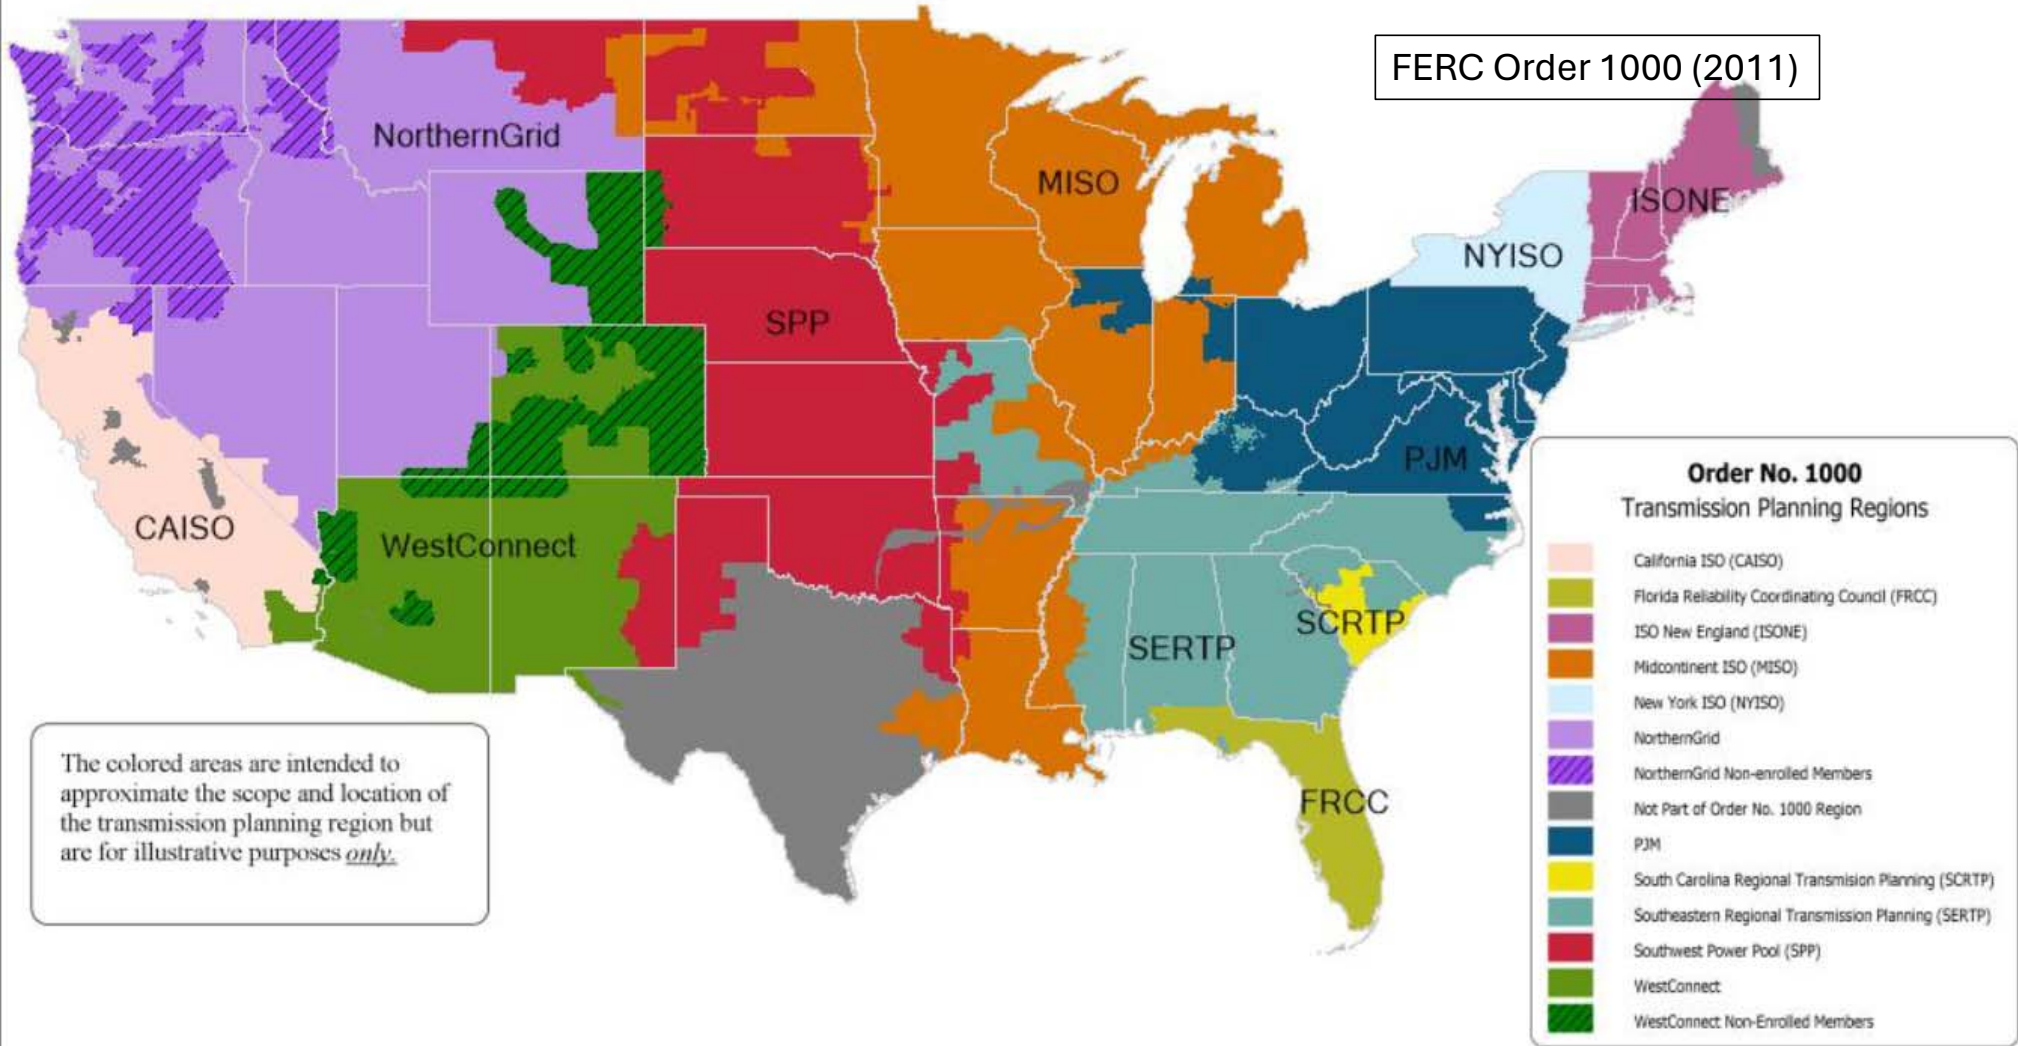 FERC Order 1000 (2011)
NorthernGrid
MISO
ISONE
NYISO
SPP
PJM
CAISO
WestConnect
SCRTP
SERTP
FRCC
The colored areas are intended to
approximate the scope and location of
the transmission planning region but
are for illustrative purposes only.
Order No. 1000
Transmission Planning Regions
California ISO (CAISO)
Florida Reliability Coordinating Council (FRCC)
ISO New England (ISONE)
Midcontinent ISO (MISO)
New York ISO (NYISO)
NorthernGrid
NorthernGrid Non-enrolled Members
Not Part of Order No. 1000 Region
PJM
South Carolina Regional Transmision Planning (SCRTP)
Southeastern Regional Transmission Planning (SERTP)
Southwest Power Pool (SPP)
WestConnect
WestConnect Non-Enrolled Members